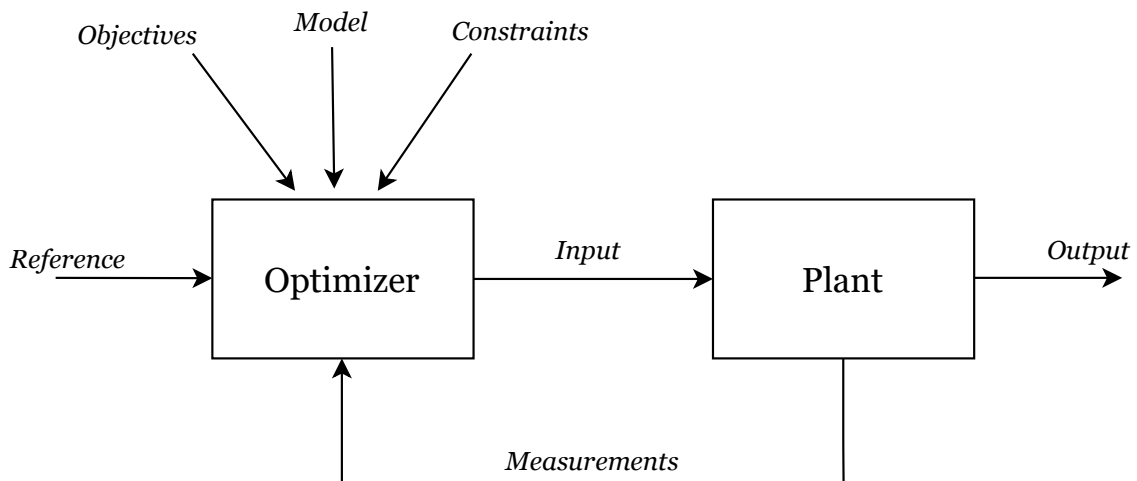 Model
Objectives
Constraints
Reference
Optimizer
Input
Plant
Output
Measurements